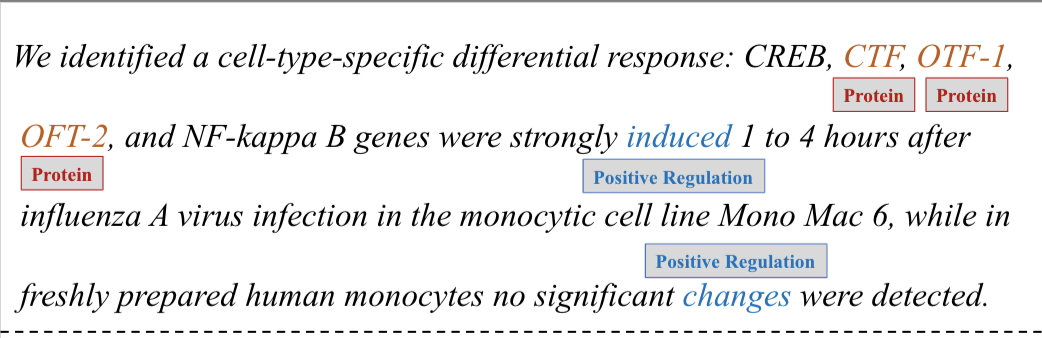 We identified a cell-type-specific differential response: CREB, CTF, OTF-1,
Protein Protein
OFT-2, and NF-kappa B genes were strongly induced 1 to 4 hours after
Protein Positive Regulation
influenza A virus infection in the monocytic cell line Mono Mac 6, while in
Positive Regulation
freshly prepared human monocytes no significant changes were detected.